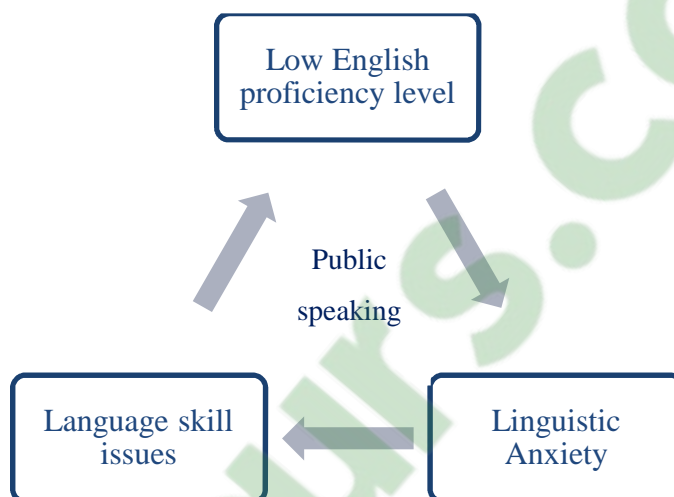 Low English
proficiency level
Public
speaking
Language skill
issues
Linguistic
Anxiety